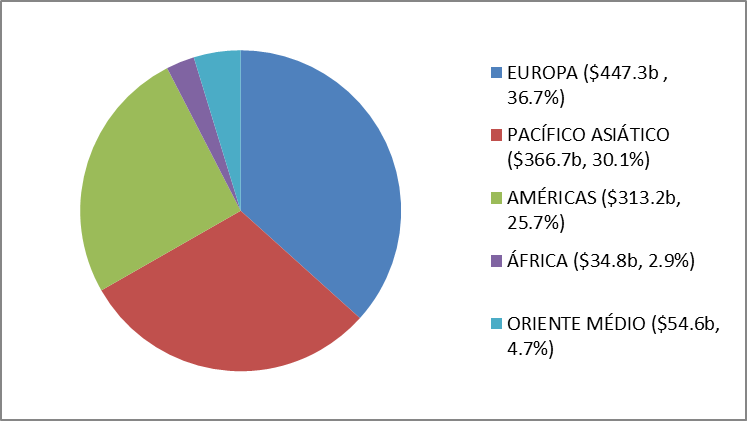 EUROPA ($447.3b ,
36.7%)
PACÍFICO ASIÁTICO
($366.7b, 30.1%)
AMÉRICAS ($313.2b,
25.7%)
ÁFRICA ($34.8b, 2.9%)
ORIENTE MÉDIO ($54.6b,
4.7%)